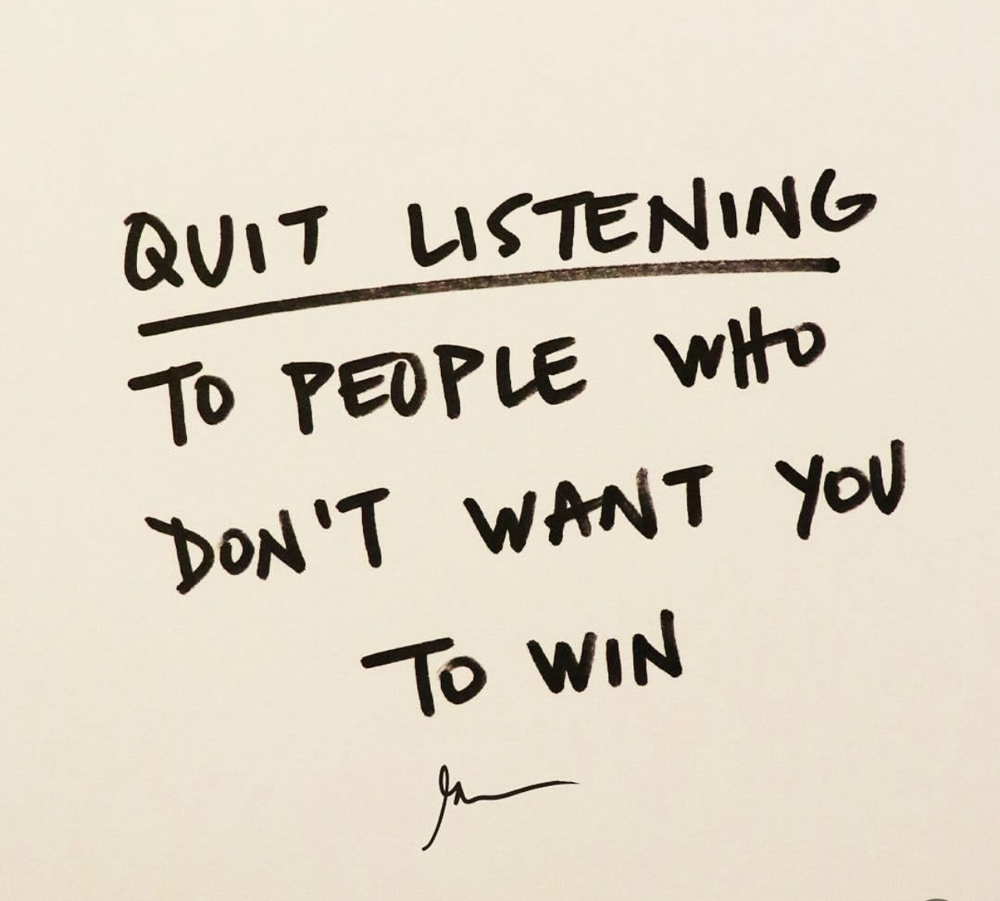 QUIT LISTENING
TO PEOPLE WHO
DON'T WANT YOU
TO WIN